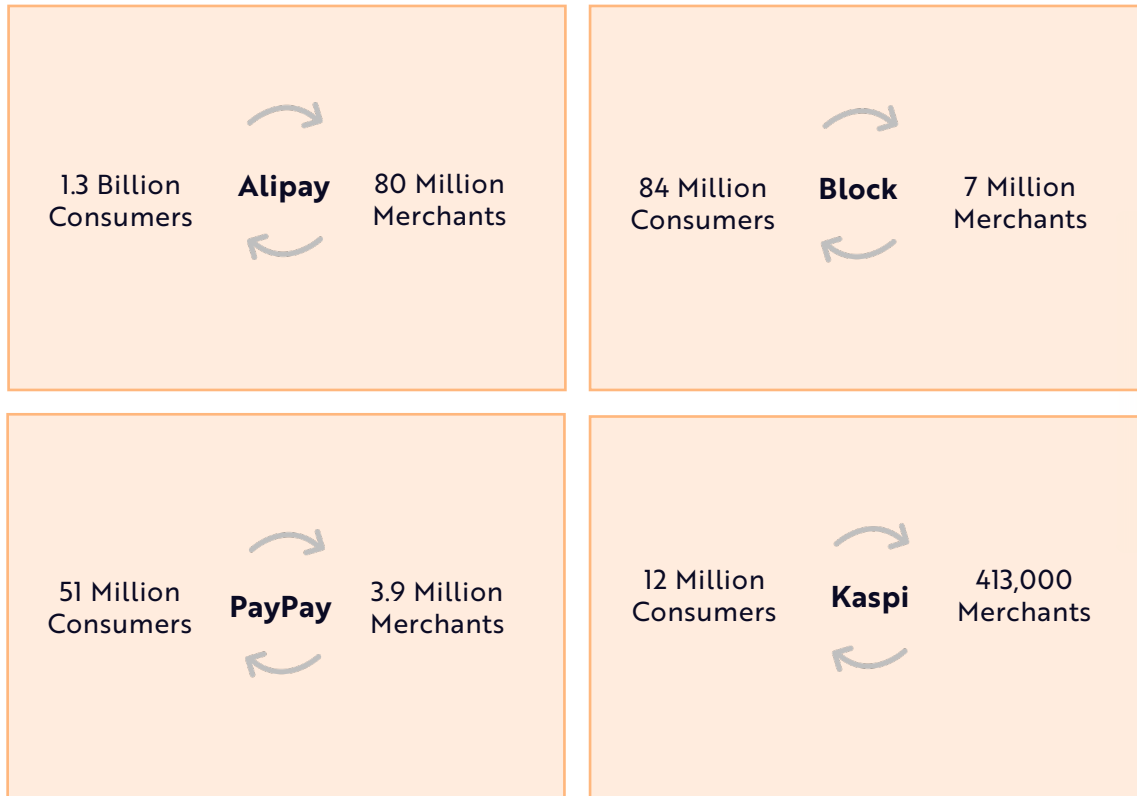 1.3 Billion
Consumers
Alipay
80 Million
Merchants
84 Million
Consumers
Block
7 Million
Merchants
51 Million
Consumers
PayPay
3.9 Million
Merchants
12 Million
Consumers
Kaspi
413,000
Merchants